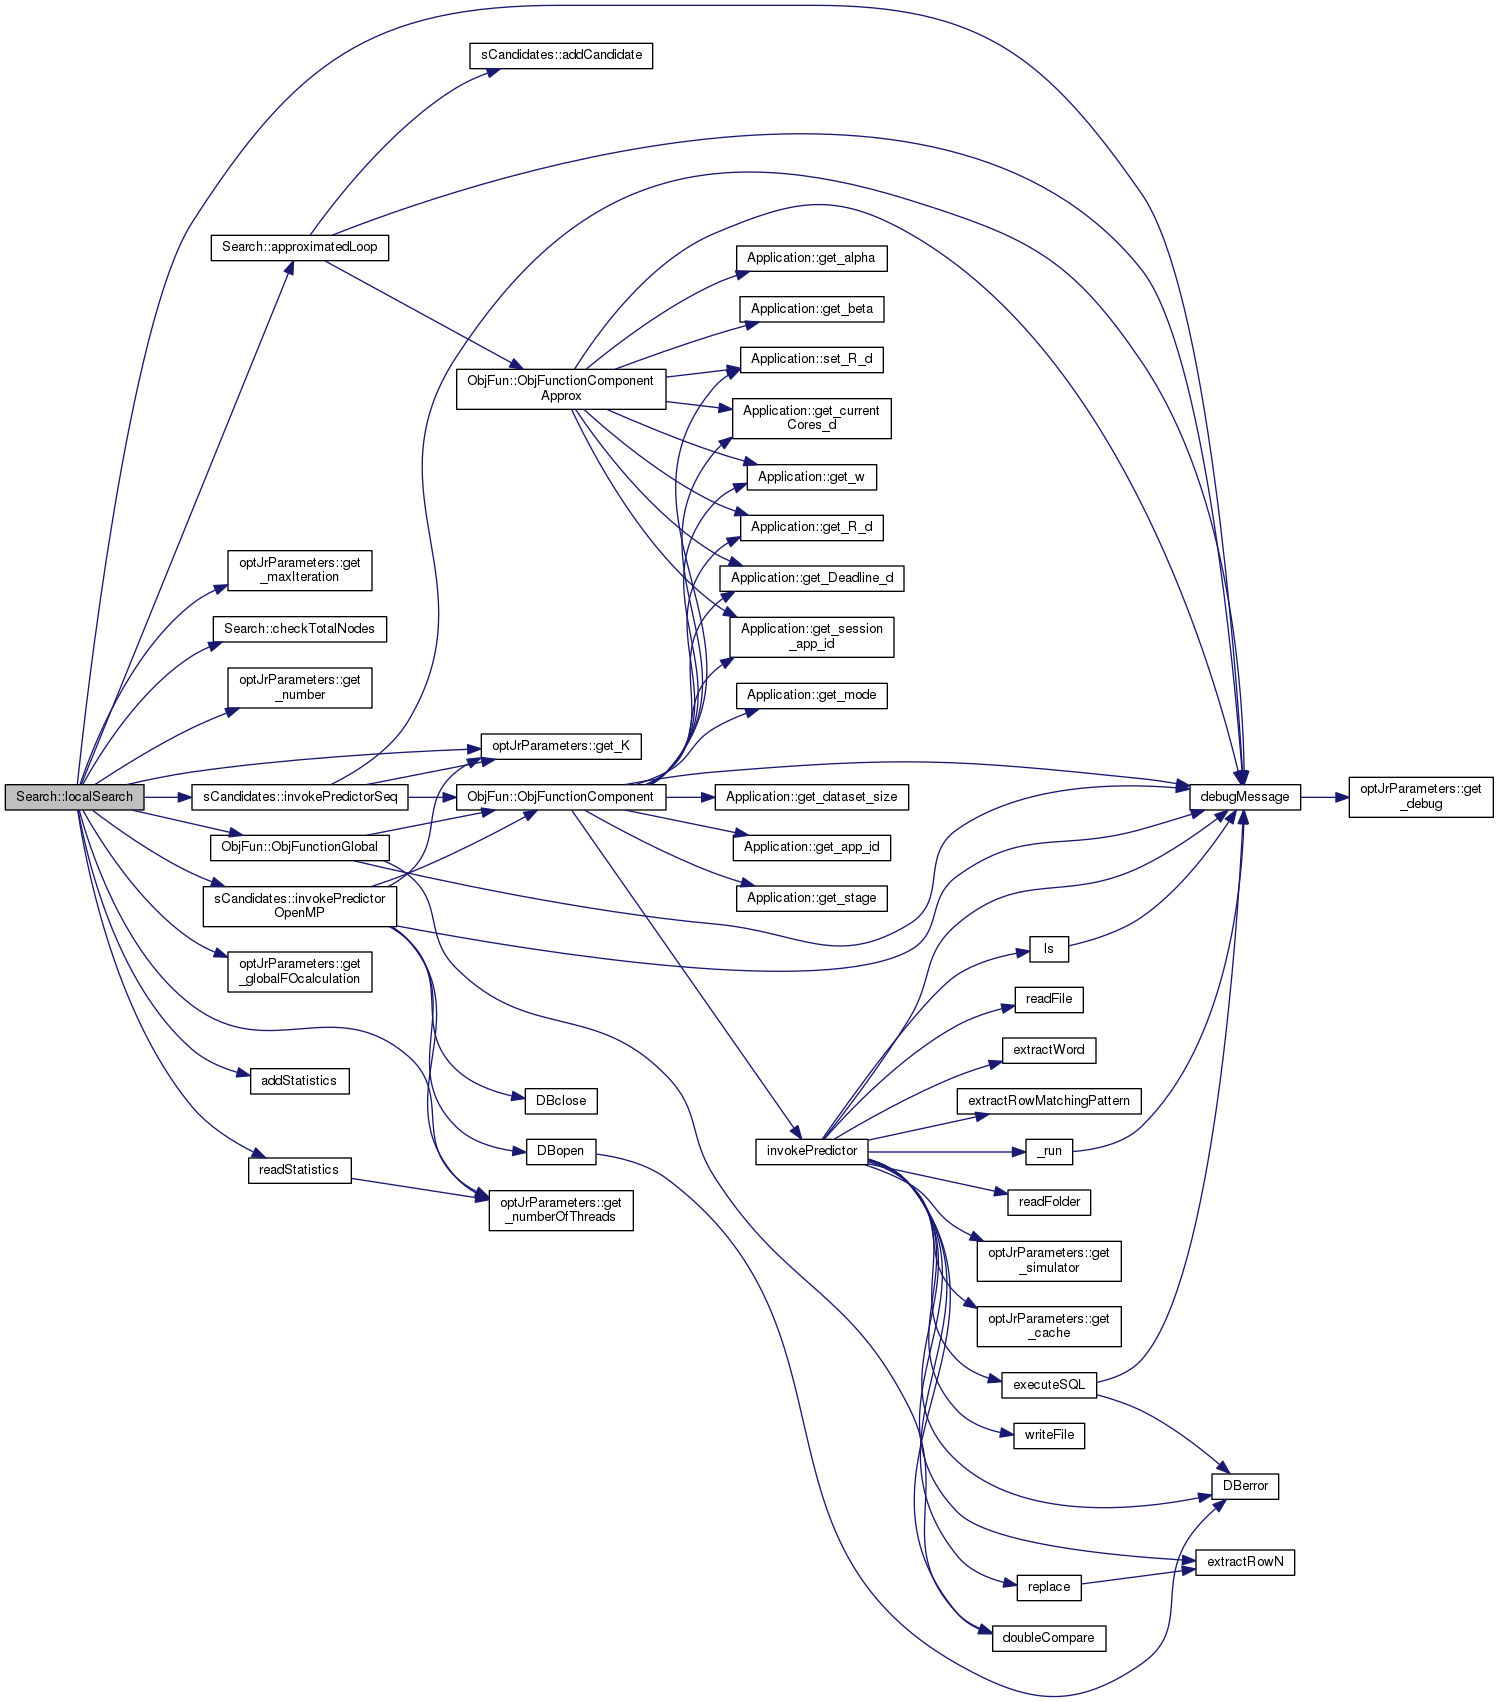 sCandidates::addCandidate
Search::approximatedLoop
Application::get_alpha
Application::get_beta
Application::set_R_d
ObjFun::ObjFunctionComponent
Approx
Application::get_current
Cores_d
Application::get_w
Application::get_R_d
optJrParameters::get
_maxIteration
Application::get_Deadline_d
Search::checkTotalNodes
Application::get_session
_app_id
optJrParameters::get
_number
Application::get_mode
optJrParameters::get_K
Search::localSearch
sCandidates::invokePredictorSeq
ObjFun::ObjFunctionComponent
Application::get_dataset_size
debugMessage
optJrParameters::get
_debug
ObjFun::ObjFunctionGlobal
Application::get_app_id
sCandidates::invokePredictor
OpenMP
Application::get_stage
ls
optJrParameters::get
_globalFOcalculation
readFile
extractWord
addStatistics
DBclose
extractRowMatchingPattern
DBopen
invokePredictor
_run
readStatistics
optJrParameters::get
_numberOfThreads
readFolder
optJrParameters::get
_simulator
optJrParameters::get
_cache
executeSQL
writeFile
DBerror
extractRowN
replace
doubleCompare